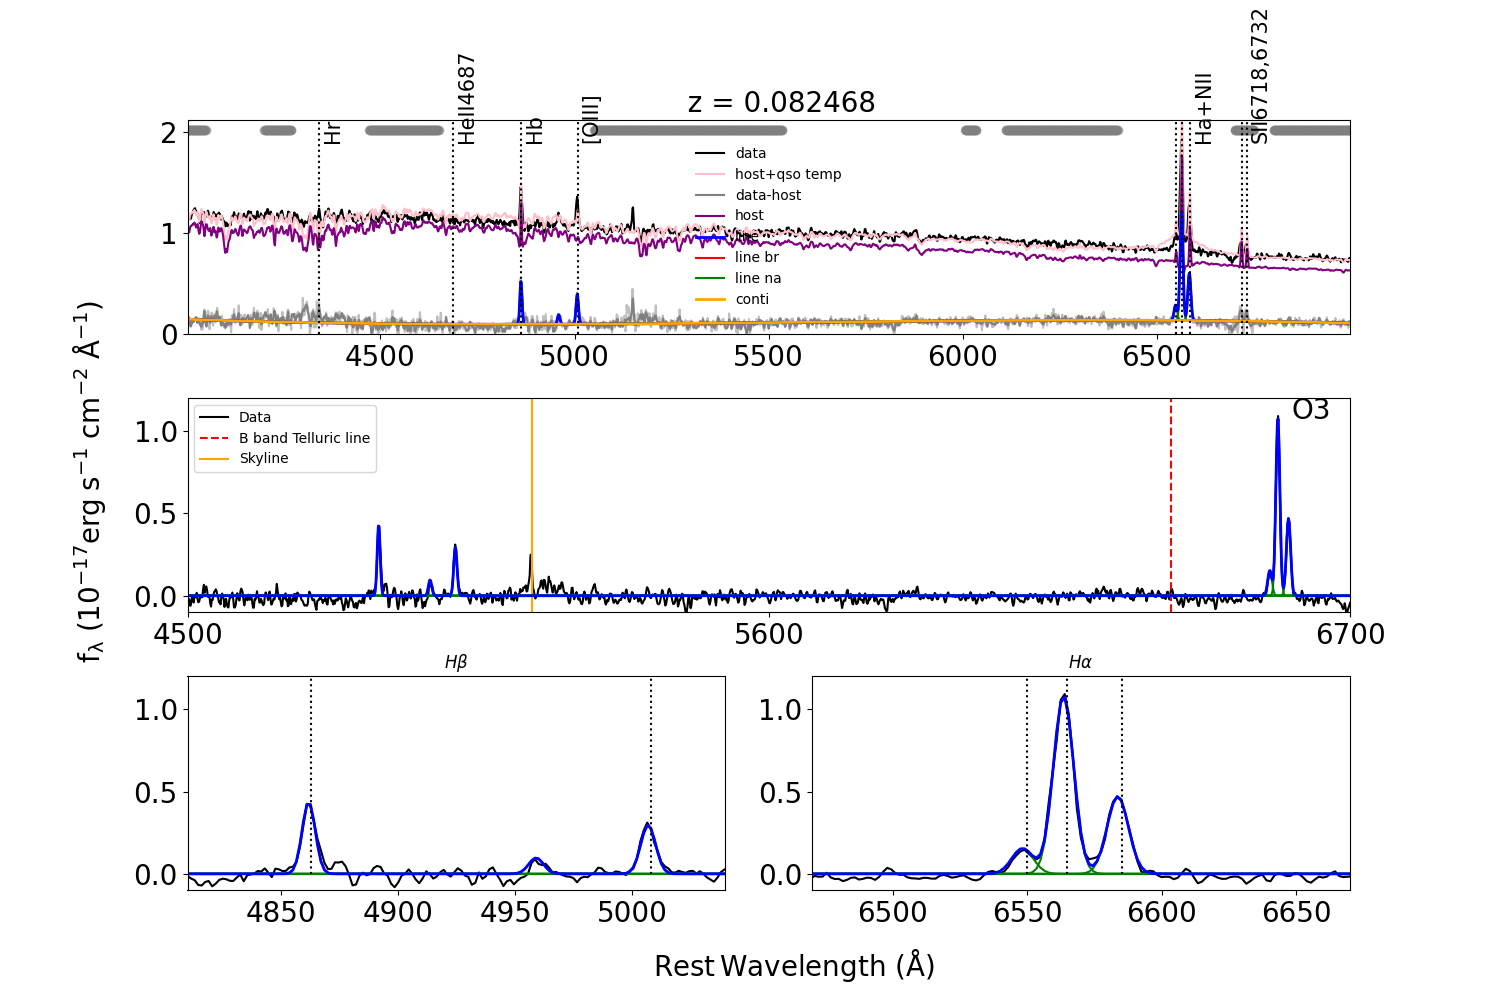 z = 0.082468
Hr
HeII4687
Hb
[OIII]
Ha+NII
SII6718,6732
2
1
0
data
host+qso temp
data-host
host
line br
line na
conti
4500 5000 5500 6000 6500
fλ (10−17erg s−1 cm−2 Å−1)
O3
Data
B band Telluric line
Skyline
1.0
0.5
0.0
4500 5600 6700
Hβ
1.0
0.5
0.0
4850 4900 4950 5000
Hα
1.0
0.5
0.0
6500 6550 6600 6650
Rest Wavelength (Å)